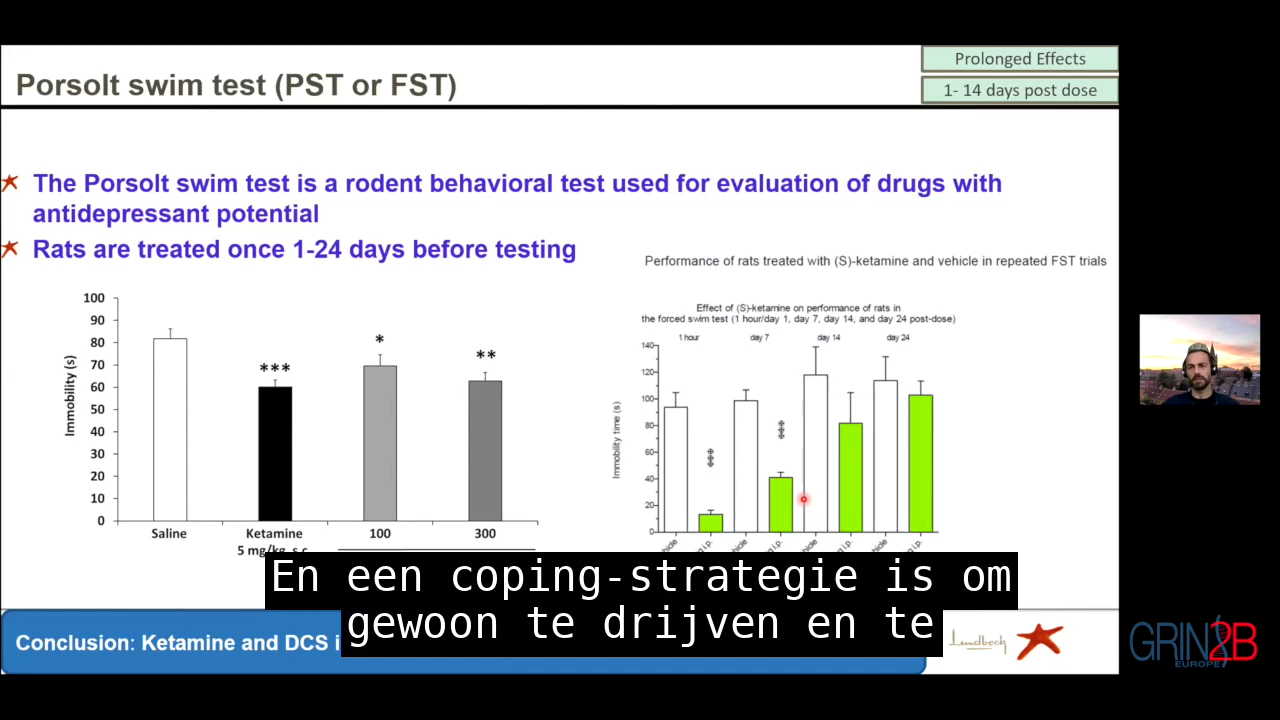 Porsolt swim test (PST or FST)
Prolonged Effects
1- 14 days post dose
The Porsolt swim test is a rodent behavioral test used for evaluation of drugs with
antidepressant potential
Rats are treated once 1-24 days before testing
Performance of rats treated with (S)-ketamine and vehicle in repeated FST trials
100
90
80
70
60
50
40
30
20
10
0
Immobility (s)
***
*
**
Saline
Ketamine
5 mg/kg, s.c.
100
300
Effect of (S)-ketamine on performance of rats in
the forced swim test (1 hour/day 1, day 7, day 14, and day 24 post-dose)
1 hour
day 7
day 14
day 24
140
120
100
80
60
40
20
0
Immobility time (s)
En een coping-strategie is om
gewoon te drijven en te
Conclusion: Ketamine and DCS
Lundbeck
GRIN2B
EUROPE